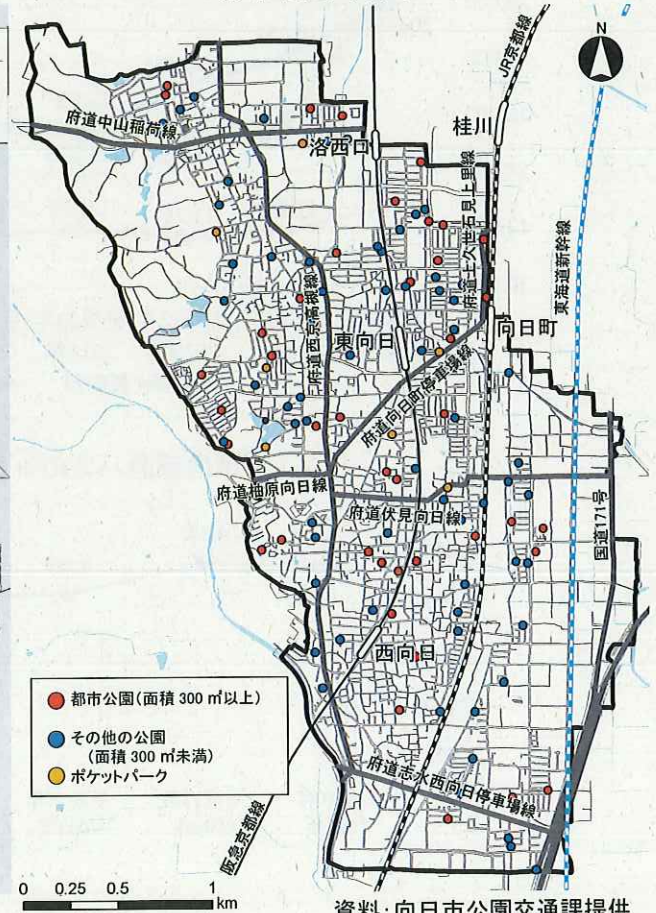 N
JR京都線
府道中山稲荷線
洛西口
桂川
府道上久世石見上里線
東海道新幹線
府道西京高槻線
東向日
向日町
府道向日町停車場線
府道柚原向日線
府道伏見向日線
国道171号
西向日
都市公園(面積 300 ㎡以上)
その他の公園
(面積 300 ㎡未満)
ポケットパーク
府道志水西向日停車場線
阪急京都線
0 0.25 0.5 1
km
資料:向日市公園交通課提供